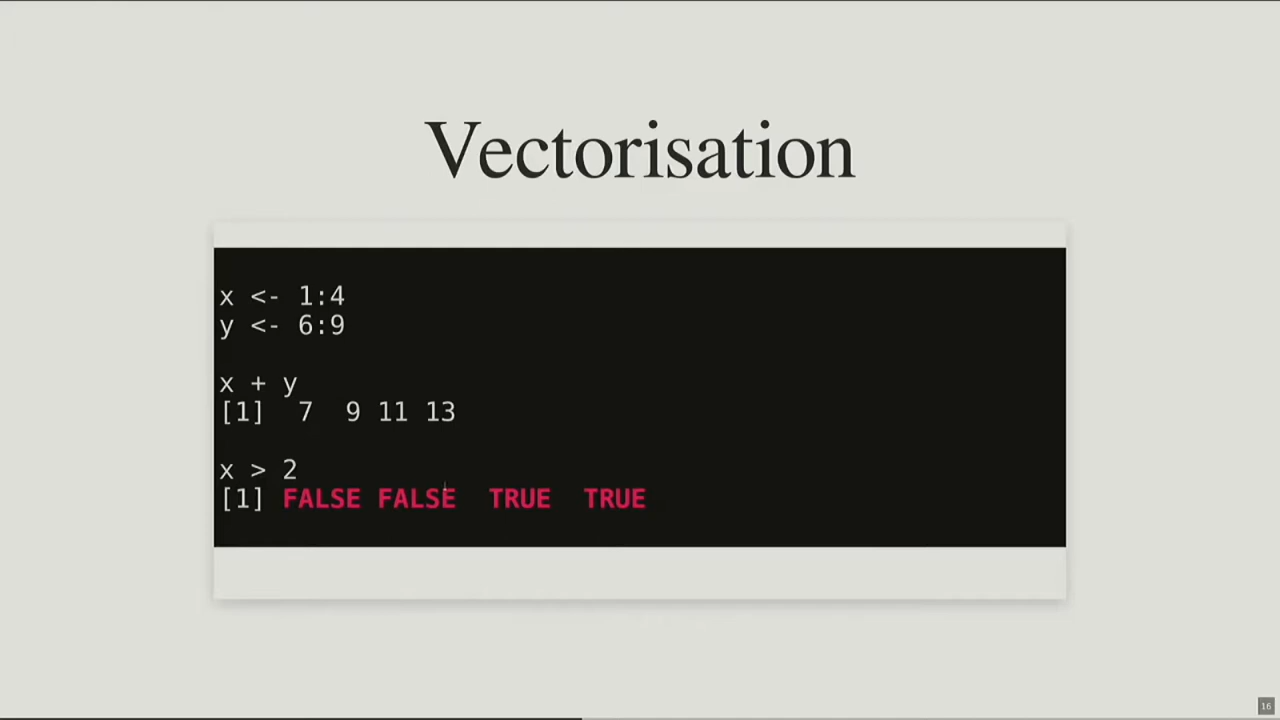 Vectorisation
x <- 1:4
y <- 6:9
x + y
[1]  7  9 11 13
x > 2
[1] FALSE FALSE  TRUE  TRUE
16